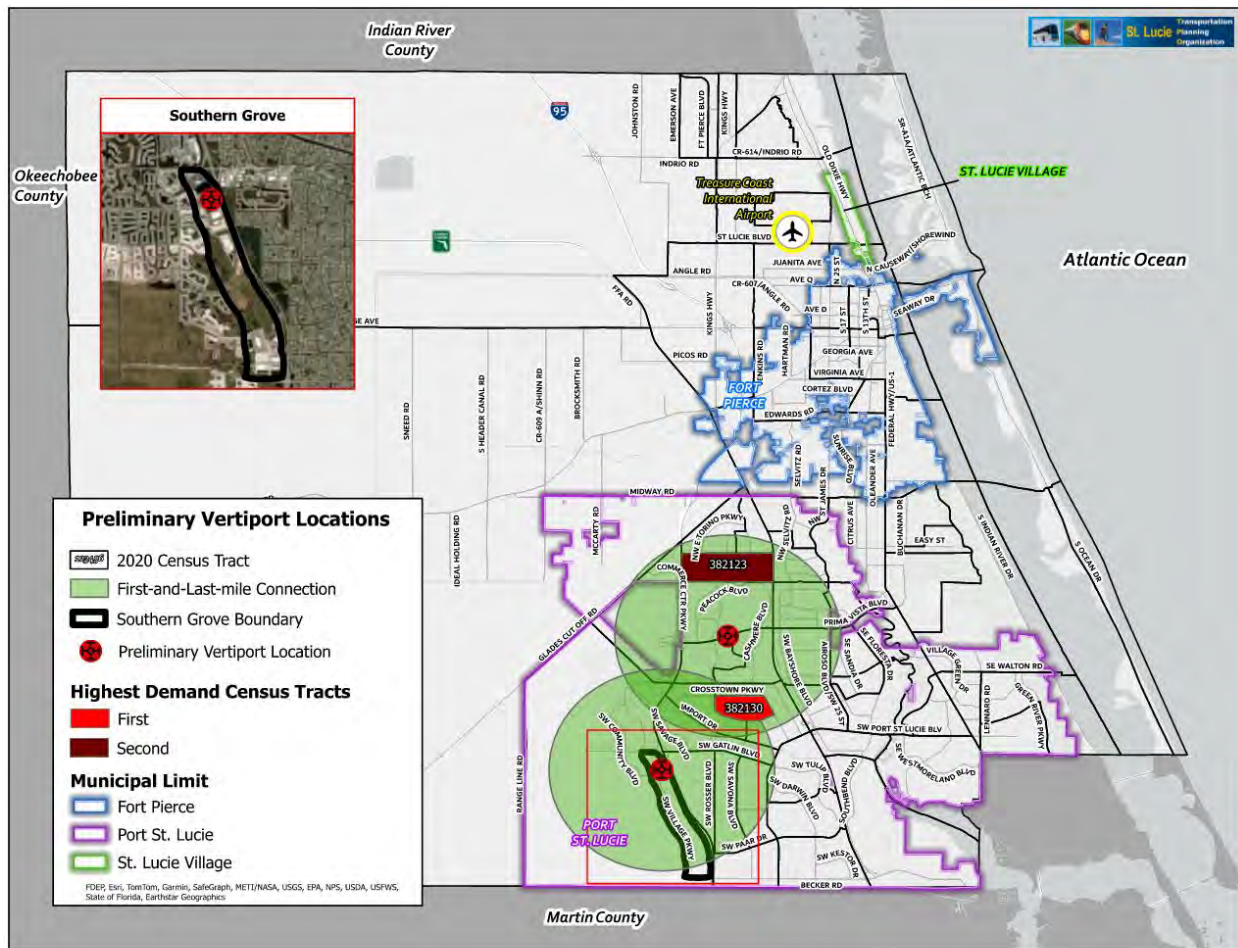 Indian River
County
St. Lucie
Transportation
Planning
Organization
Southern Grove
95
Okeechobee
County
JOHNSTON RD
EMERSON AVE
FT PIERCE BLVD
KINGS HWY
CR-614/INDRIO RD
INDRIO RD
OLD DIXIE HWY
SR-A1A/ATLANTIC BCH
ST. LUCIE VILLAGE
Treasure Coast
International
Airport
ST LUCIE BLVD
N CAUSEWAY/SHOREWIND
Atlantic Ocean
JUANITA AVE
N 25 ST
ANGLE RD
AVE Q
CR-607/ANGLE RD
FFA RD
KINGS HWY
AVE D
S 17 ST
S 13TH ST
SEAWAY DR
GE AVE
HARTMAN RD
JENKINS RD
PICOS RD
GEORGIA AVE
VIRGINIA AVE
CORTEZ BLVD
FORT
PIERCE
EDWARDS RD
FEDERAL HWY/US-1
SNEED RD
S HEADER CANAL RD
CR-609 A/SHINN RD
BROCKSMITH RD
SELVITZ RD
SUNRISE BLVD
OLEANDER AVE
MIDWAY RD
ST JAMES DR
NW
CITRUS AVE
BUCHANAN DR
S INDIAN RIVER DR
S OCEAN DR
IDEAL HOLDING RD
MCCARTY RD
NW E TORINO PKWY
NW SELVITZ RD
EASY ST
382123
COMMERCE CTR PKWY
PEACOCK BLVD
PRIMA VISTA BLVD
CASHMERE BLVD
GLADES CUT OFF RD
SW BAYSHORE BLVD
AIROSO BLVD/SW 25 ST
SE SANDIA DR
SE FLORESTA DR
VILLAGE GREEN DR
SE WALTON RD
LENNARD RD
GREEN RIVER PKWY
CROSSTOWN PKWY
382130
IMPORT DR
SW PORT ST LUCIE BLV
SW COMMUNITY BLVD
SW SAVAGE BLVD
SW GATLIN BLVD
SW TULIP BLVD
SW DARWIN BLVD
SOUTHBEND BLVD
SE WESTMORELAND BLVD
RANGE LINE RD
SW VILLAGE PKWY
SW ROSSER BLVD
SW SAVONA BLVD
PORT
ST. LUCIE
SW PAAR DR
SW KESTOR DR
BECKER RD
Martin County
Preliminary Vertiport Locations
2020 Census Tract
First-and-Last-mile Connection
Southern Grove Boundary
Preliminary Vertiport Location
Highest Demand Census Tracts
First
Second
Municipal Limit
Fort Pierce
Port St. Lucie
St. Lucie Village
FDEP, Esri, TomTom, Garmin, SafeGraph, METI/NASA, USGS, EPA, NPS, USDA, USFWS,
State of Florida, Earthstar Geographics